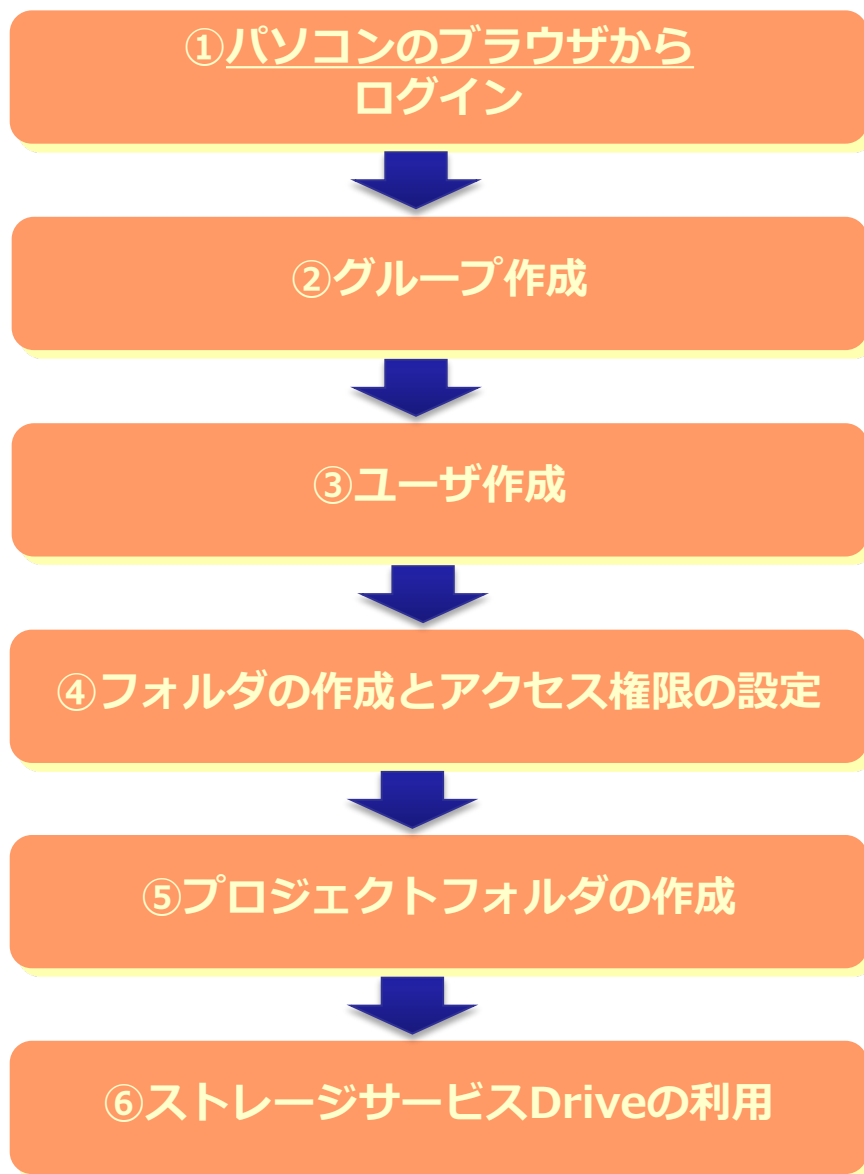 ①パソコンのブラウザから
ログイン
②グループ作成
③ユーザ作成
④フォルダの作成とアクセス権限の設定
⑤プロジェクトフォルダの作成
⑥ストレージサービスDriveの利用